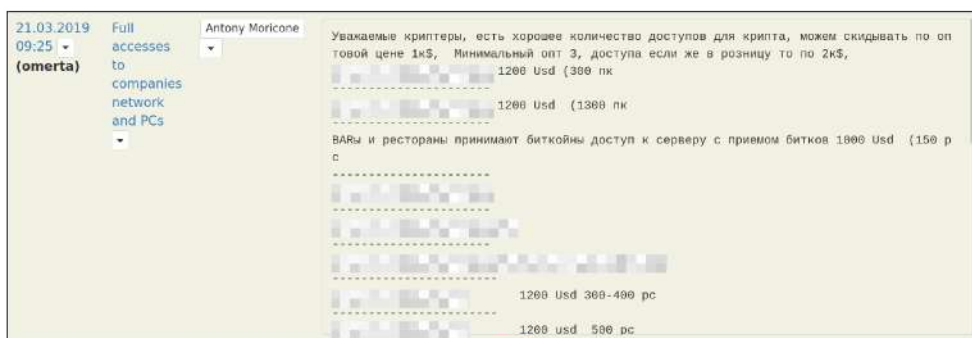 21.03.2019
09:25
(omerta)
Full
accesses
to
companies
network
and PCs
Antony Moricone
Уважаемые криптеры, есть хорошее количество доступов для крипта, можем скидывать по оп
товой цене 1к$,  Минимальный опт 3, доступа если же в розницу то по 2к$,
1200 Usd (300 пк
----------------------
1200 Usd  (1300 пк
----------------------
BARы и рестораны принимают биткойны доступ к серверу с приемом битков 1000 Usd  (150 p
c
----------------------
----------------------
----------------------
----------------------
1200 Usd 300-400 pc
----------------------
1200 usd  500 pc